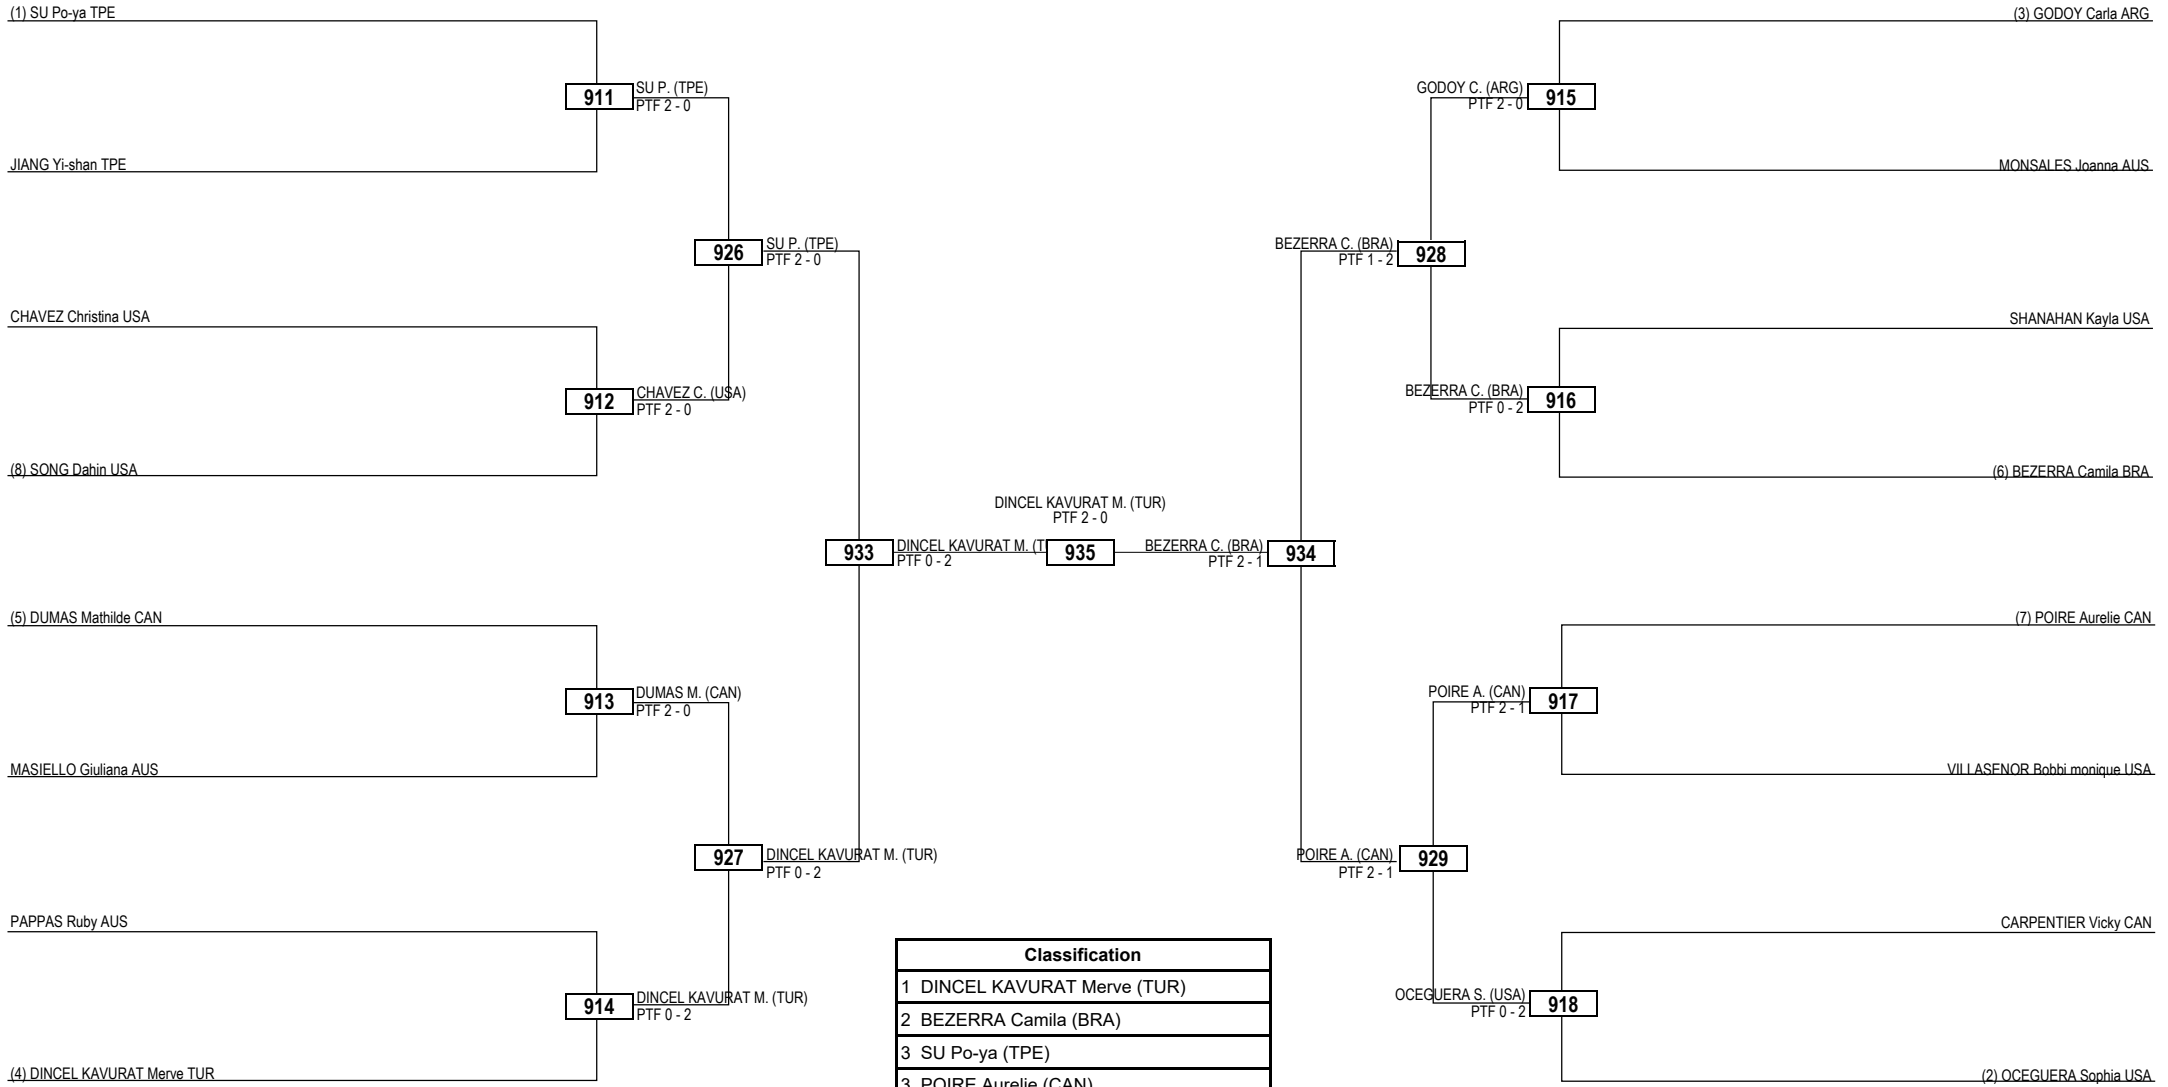 (1) SU Po-ya TPE
911
SU P. (TPE)
PTF 2 - 0
JIANG Yi-shan TPE
926
SU P. (TPE)
PTF 2 - 0
CHAVEZ Christina USA
912
CHAVEZ C. (USA)
PTF 2 - 0
(8) SONG Dahin USA
933
DINCEL KAVURAT M. (T
PTF 0 - 2
(5) DUMAS Mathilde CAN
913
DUMAS M. (CAN)
PTF 2 - 0
MASIELLO Giuliana AUS
927
DINCEL KAVURAT M. (TUR)
PTF 0 - 2
PAPPAS Ruby AUS
914
DINCEL KAVURAT M. (TUR)
PTF 0 - 2
(4) DINCEL KAVURAT Merve TUR
DINCEL KAVURAT M. (TUR)
PTF 2 - 0
935
(3) GODOY Carla ARG
GODOY C. (ARG)
PTF 2 - 0
915
MONSALES Joanna AUS
BEZERRA C. (BRA)
PTF 1 - 2
928
SHANAHAN Kayla USA
BEZERRA C. (BRA)
PTF 0 - 2
916
(6) BEZERRA Camila BRA
BEZERRA C. (BRA)
PTF 2 - 1
934
(7) POIRE Aurelie CAN
POIRE A. (CAN)
PTF 2 - 1
917
VILLASENOR Bobbi monique USA
POIRE A. (CAN)
PTF 2 - 1
929
CARPENTIER Vicky CAN
OCEGUERA S. (USA)
PTF 0 - 2
918
(2) OCEGUERA Sophia USA
Classification
1 DINCEL KAVURAT Merve (TUR)
2 BEZERRA Camila (BRA)
3 SU Po-ya (TPE)
3 POIRE Aurelie (CAN)